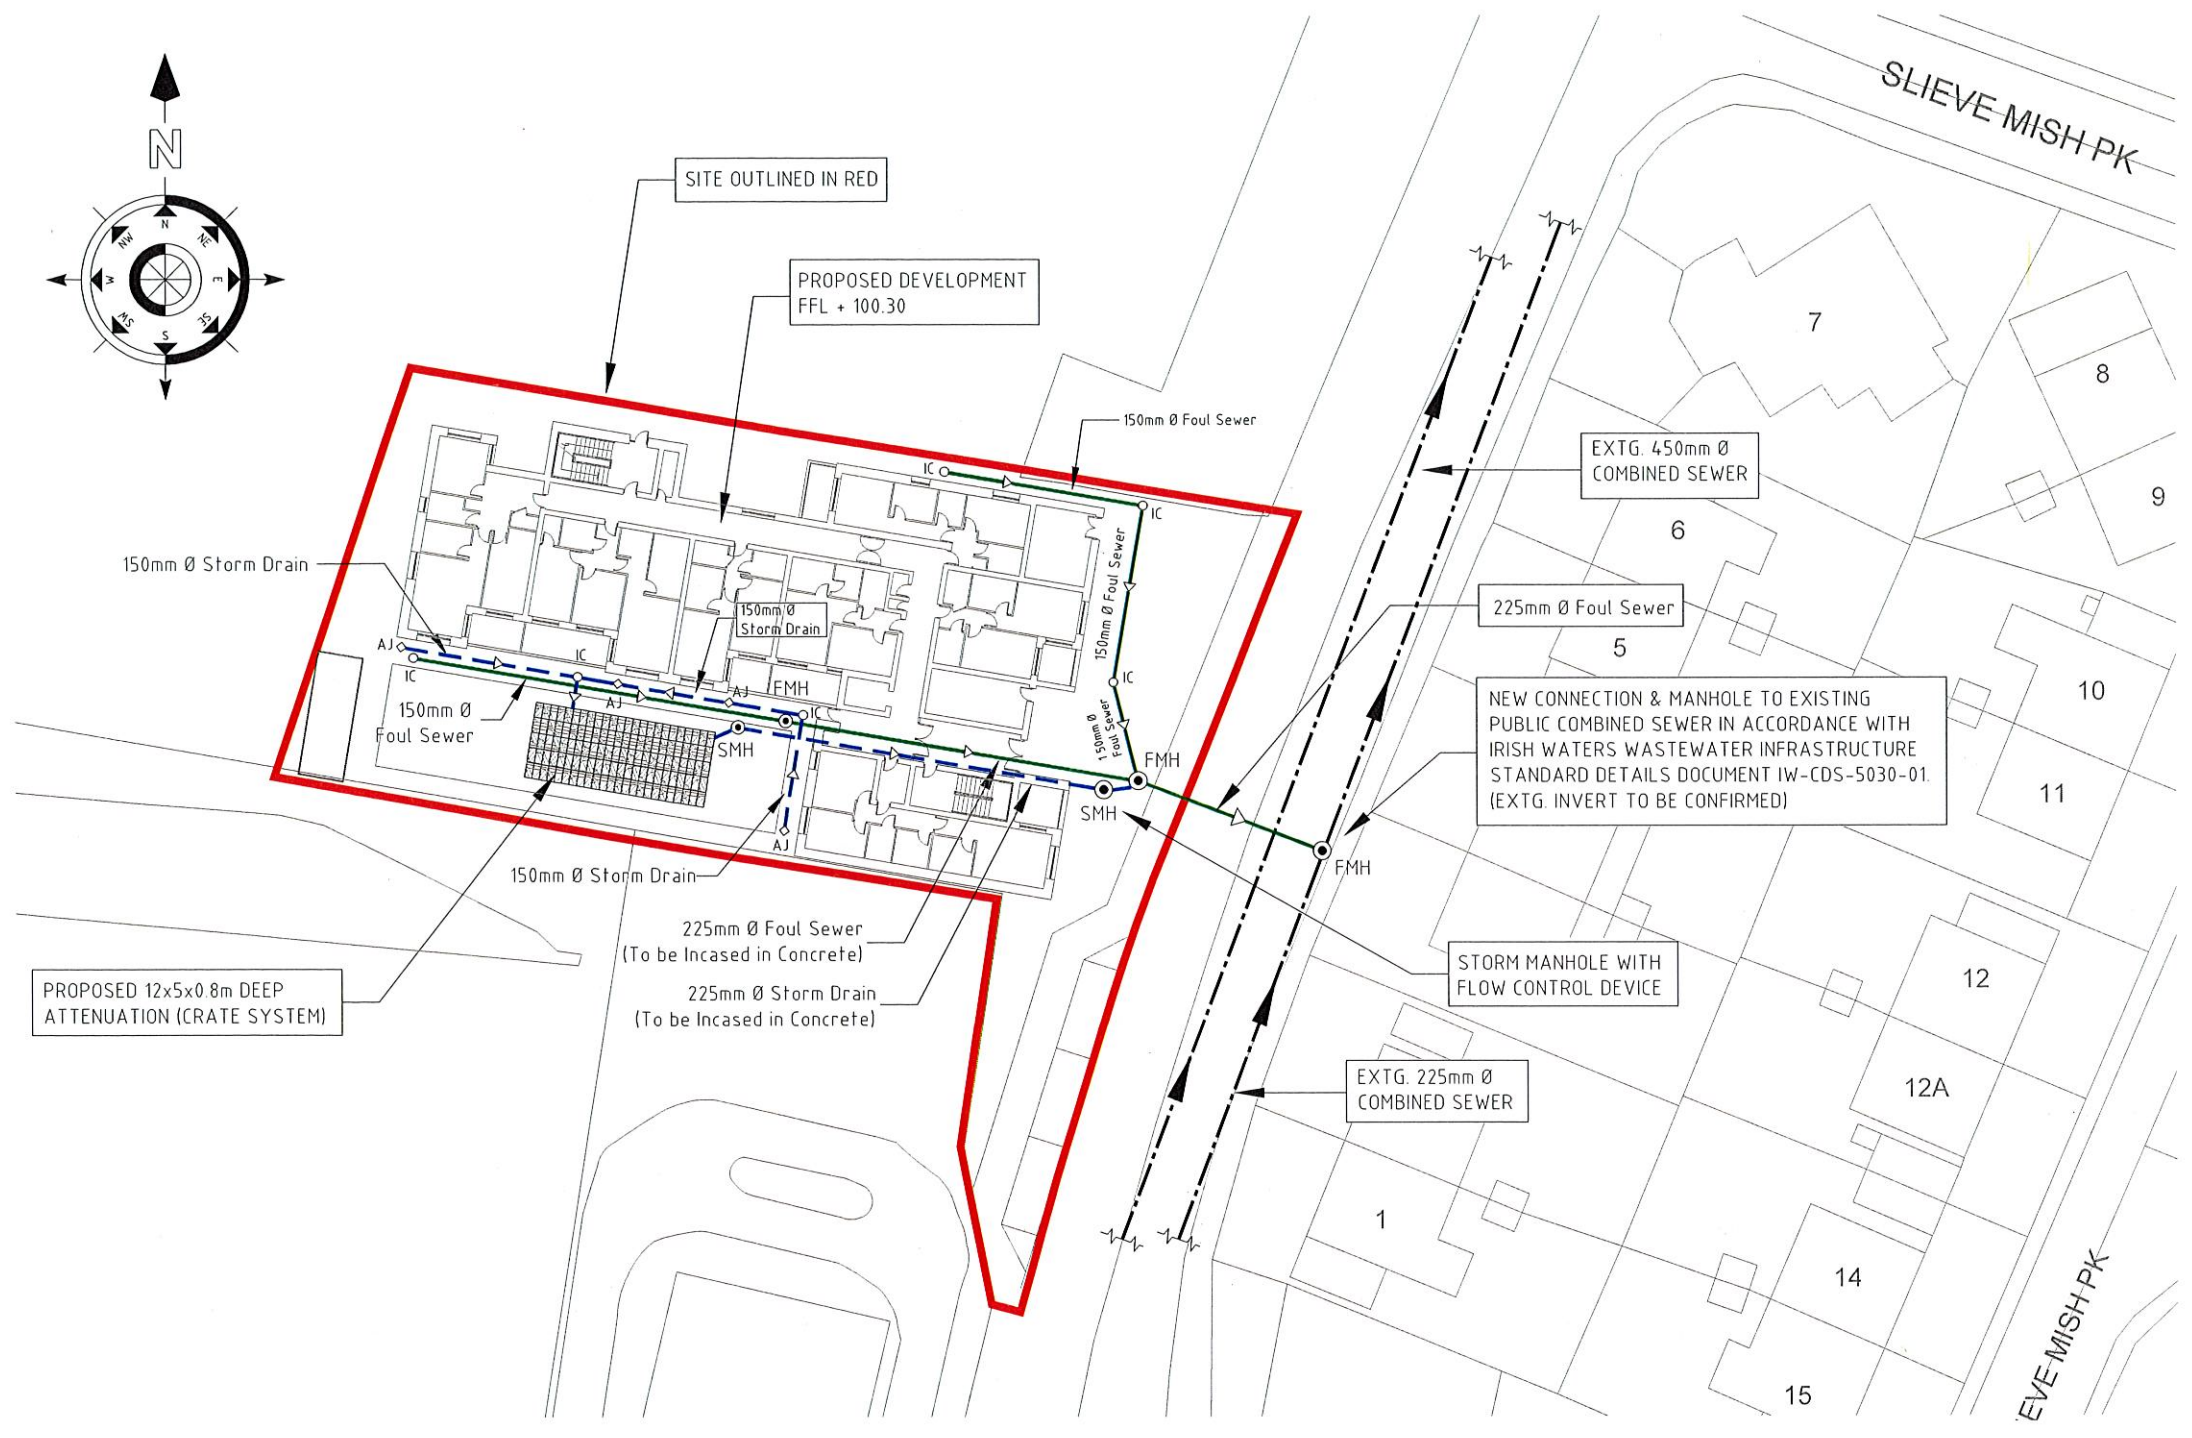 SLIEVE MISH PK
N
N
NE
E
SE
S
SW
W
NW
SITE OUTLINED IN RED
PROPOSED DEVELOPMENT
FFL + 100.30
7
8
9
150mm Ø Foul Sewer
IC
IC
EXTG. 450mm Ø
COMBINED SEWER
6
150mm Ø Storm Drain
150mm Ø Foul Sewer
150mm Ø
Storm Drain
225mm Ø Foul Sewer
5
AJ
IC
IC
IC
AJ
AJ
FMH
IC
150mm Ø
Foul Sewer
150mm Ø
Foul Sewer
SMH
FMH
SMH
NEW CONNECTION & MANHOLE TO EXISTING
PUBLIC COMBINED SEWER IN ACCORDANCE WITH
IRISH WATERS WASTEWATER INFRASTRUCTURE
STANDARD DETAILS DOCUMENT IW-CDS-5030-01.
(EXTG. INVERT TO BE CONFIRMED)
10
11
AJ
FMH
150mm Ø Storm Drain
225mm Ø Foul Sewer
(To be Incased in Concrete)
225mm Ø Storm Drain
(To be Incased in Concrete)
PROPOSED 12x5x0.8m DEEP
ATTENUATION (CRATE SYSTEM)
STORM MANHOLE WITH
FLOW CONTROL DEVICE
12
12A
EXTG. 225mm Ø
COMBINED SEWER
1
14
15
EVE MISH PK